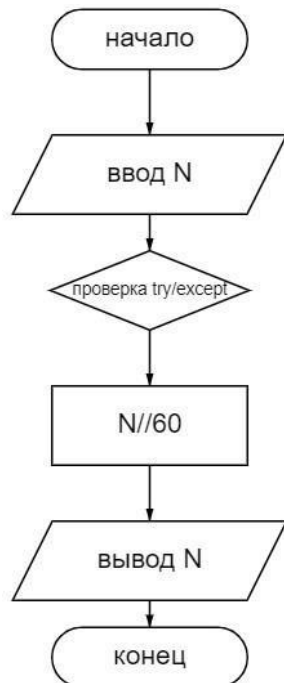 начало
ввод N
проверка try/except
N//60
вывод N
конец